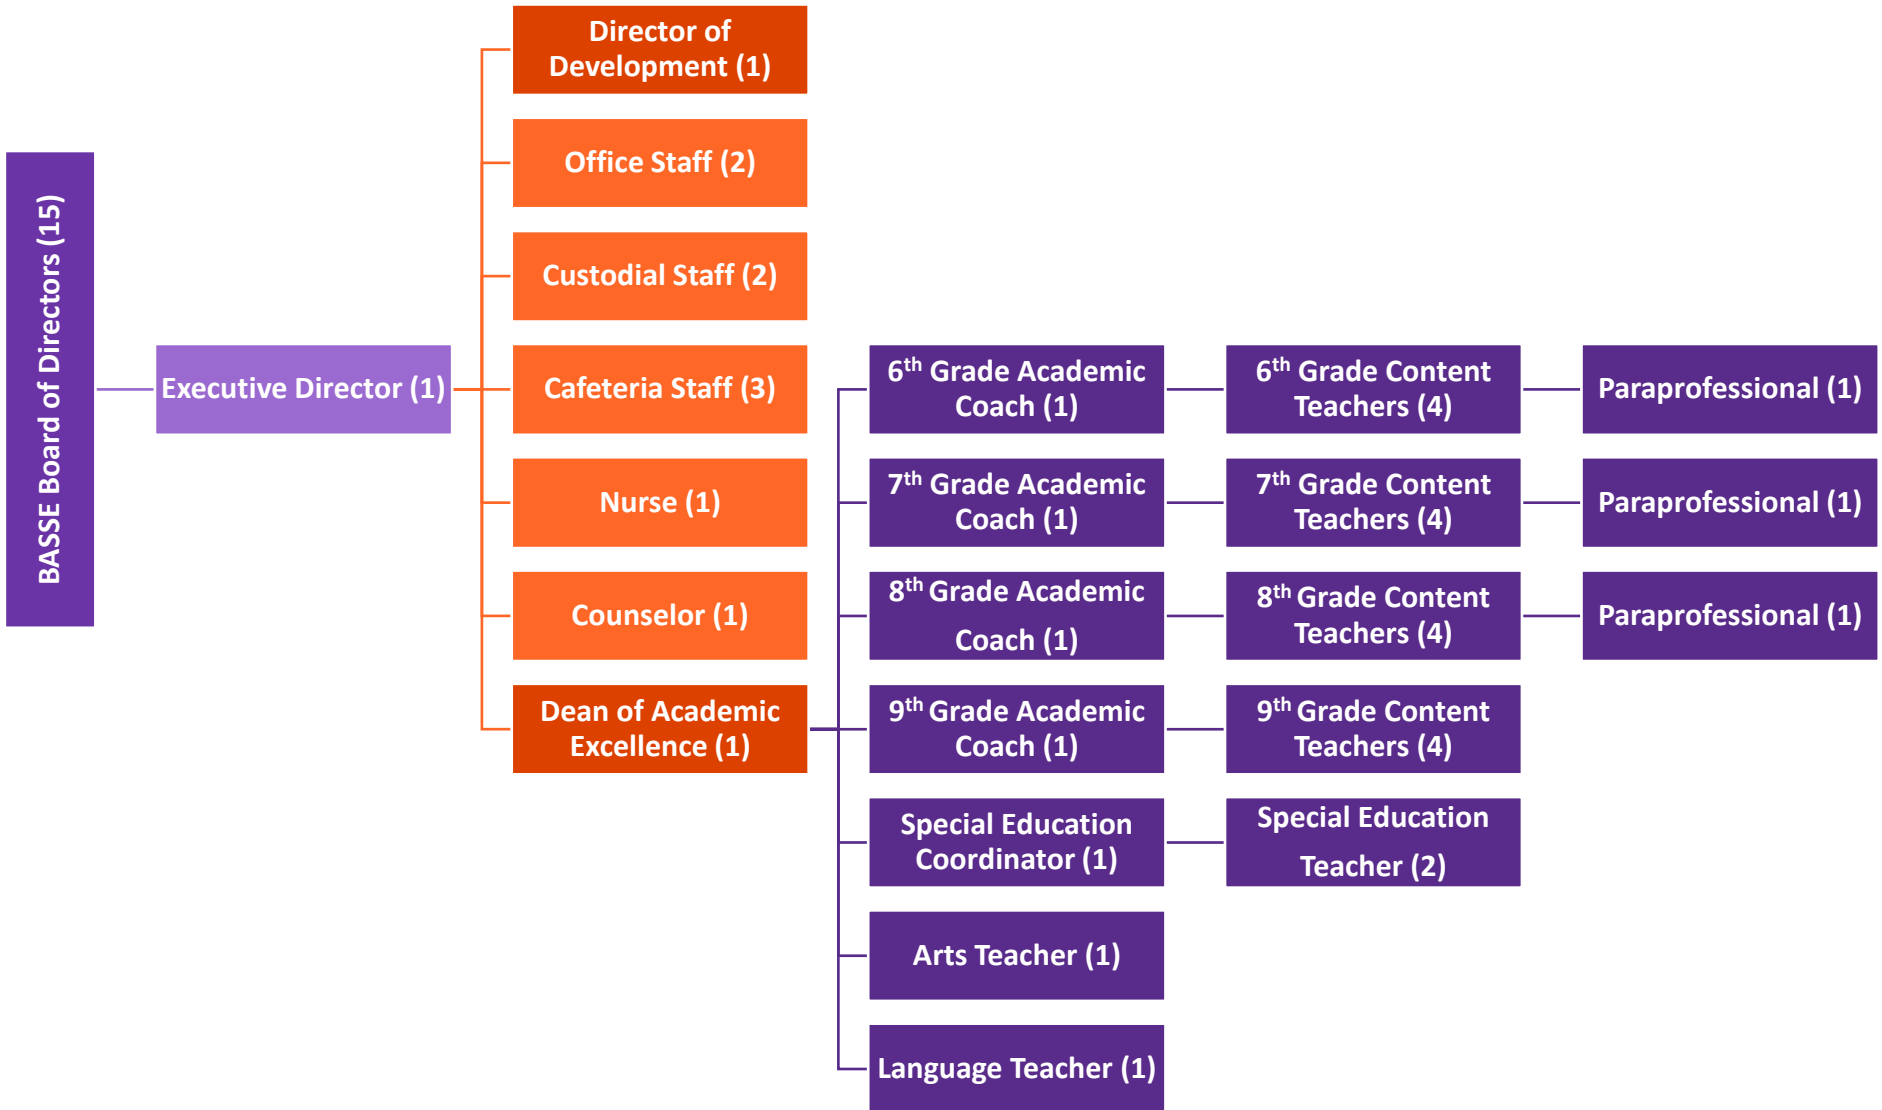 BASSE Board of Directors (15)
Executive Director (1)
Director of
Development (1)
Office Staff (2)
Custodial Staff (2)
Cafeteria Staff (3)
Nurse (1)
Counselor (1)
Dean of Academic
Excellence (1)
6th Grade Academic
Coach (1)
6th Grade Content
Teachers (4)
Paraprofessional (1)
7th Grade Academic
Coach (1)
7th Grade Content
Teachers (4)
Paraprofessional (1)
8th Grade Academic
Coach (1)
8th Grade Content
Teachers (4)
Paraprofessional (1)
9th Grade Academic
Coach (1)
9th Grade Content
Teachers (4)
Special Education
Coordinator (1)
Special Education
Teacher (2)
Arts Teacher (1)
Language Teacher (1)